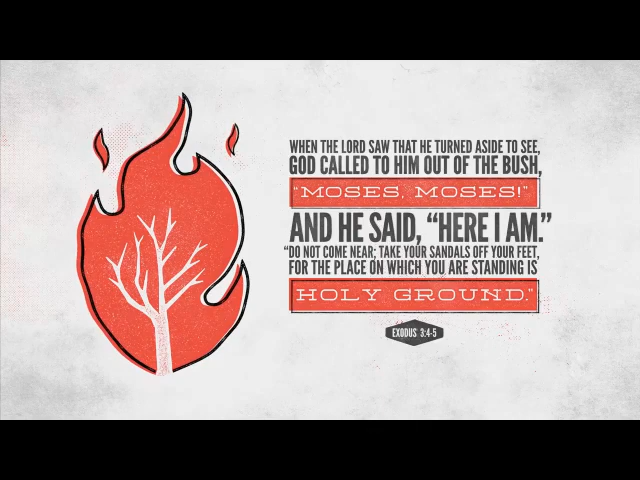 WHEN THE LORD SAW THAT HE TURNED ASIDE TO SEE,
GOD CALLED TO HIM OUT OF THE BUSH,
“MOSES, MOSES!”
AND HE SAID, “HERE I AM.”
“DO NOT COME NEAR; TAKE YOUR SANDALS OFF YOUR FEET,
FOR THE PLACE ON WHICH YOU ARE STANDING IS
HOLY GROUND.”
EXODUS 3:4-5